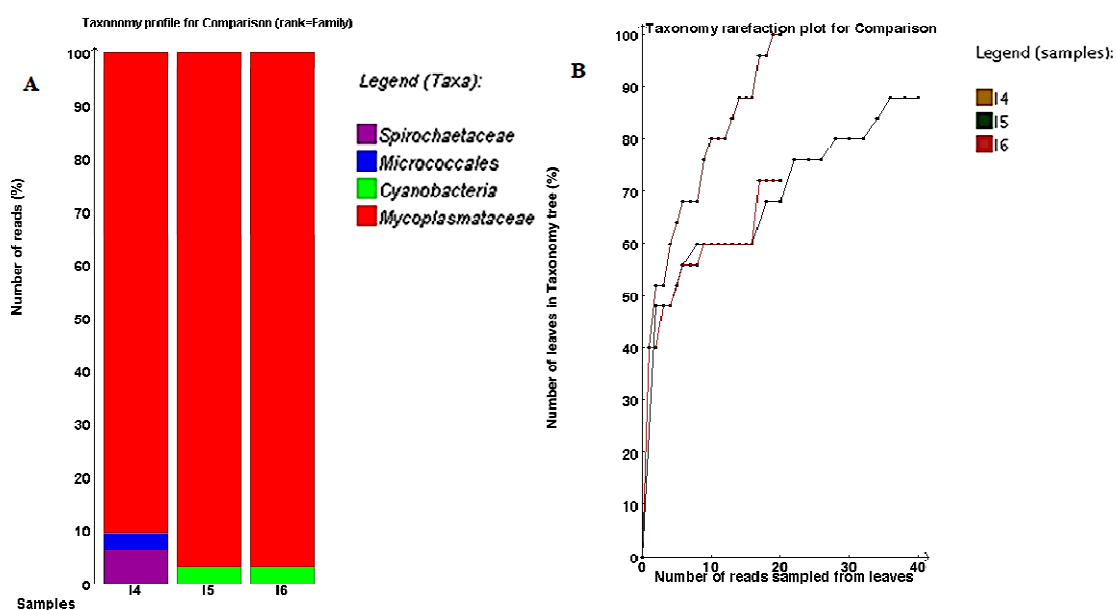 Taxonomy profile for Comparison (rank=Family)
A
Number of reads (%)
100
90
80
70
60
50
40
30
20
10
0
I4
I5
I6
Samples
Legend (Taxa):
Spirochaetaceae
Micrococcales
Cyanobacteria
Mycoplasmataceae
Taxonomy rarefaction plot for Comparison
B
Number of leaves in Taxonomy tree (%)
100
90
80
70
60
50
40
30
20
10
0
0
10
20
30
40
Number of reads sampled from leaves
Legend (samples):
I4
I5
I6